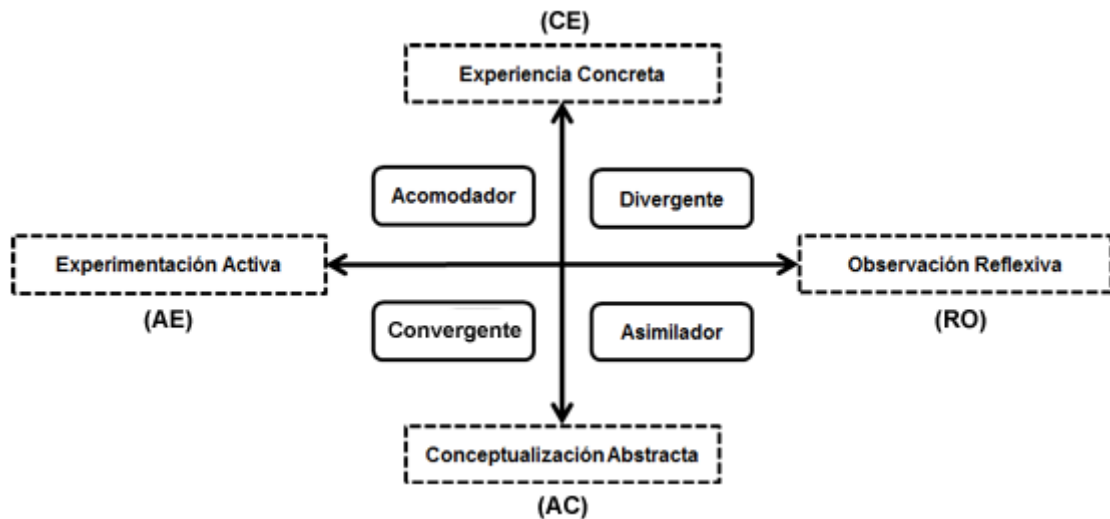 (CE)
Experiencia Concreta
Acomodador
Divergente
Experimentación Activa
Observación Reflexiva
(AE)
(RO)
Convergente
Asimilador
Conceptualización Abstracta
(AC)